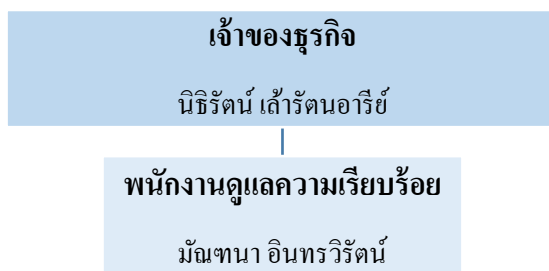 เจ้าของธุรกิจ
นิธิรัตน์ เล้ารัตนอารีย์
พนักงานดูแลความเรียบร้อย
มัณฑนา อินทรวิรัตน์